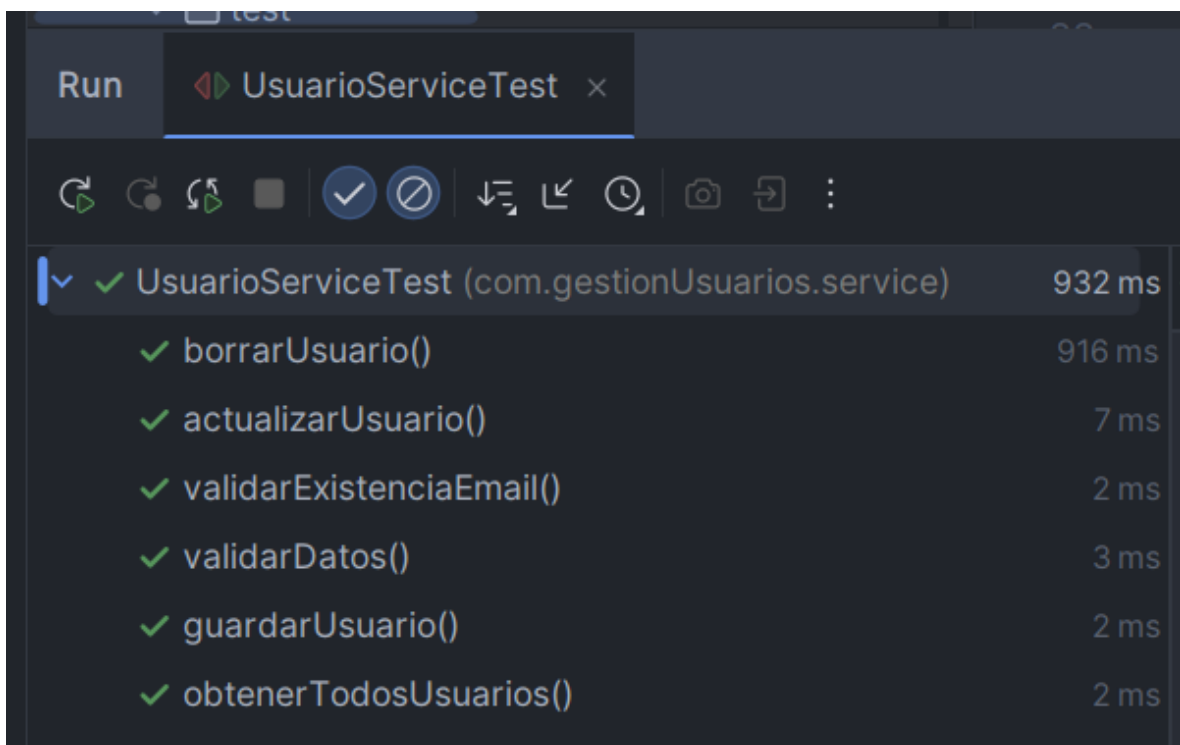 test
Run UsuarioServiceTest
UsuarioServiceTest (com.gestionUsuarios.service) 932 ms
borrarUsuario() 916 ms
actualizarUsuario() 7 ms
validarExistenciaEmail() 2 ms
validarDatos() 3 ms
guardarUsuario() 2 ms
obtenerTodosUsuarios() 2 ms